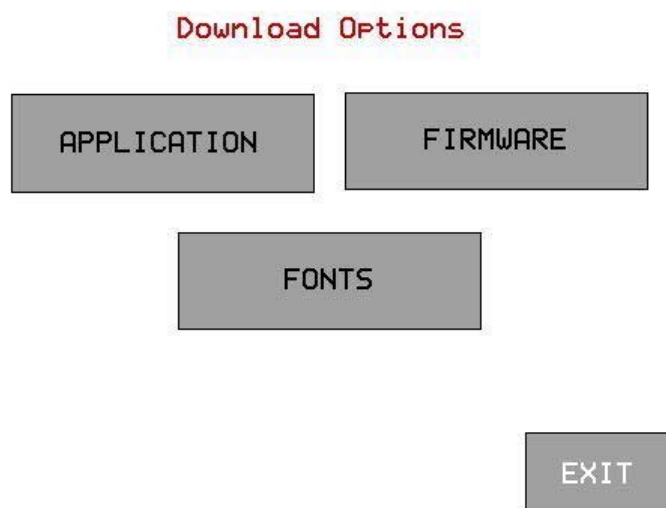 Download Options
APPLICATION
FIRMWARE
FONTS
EXIT